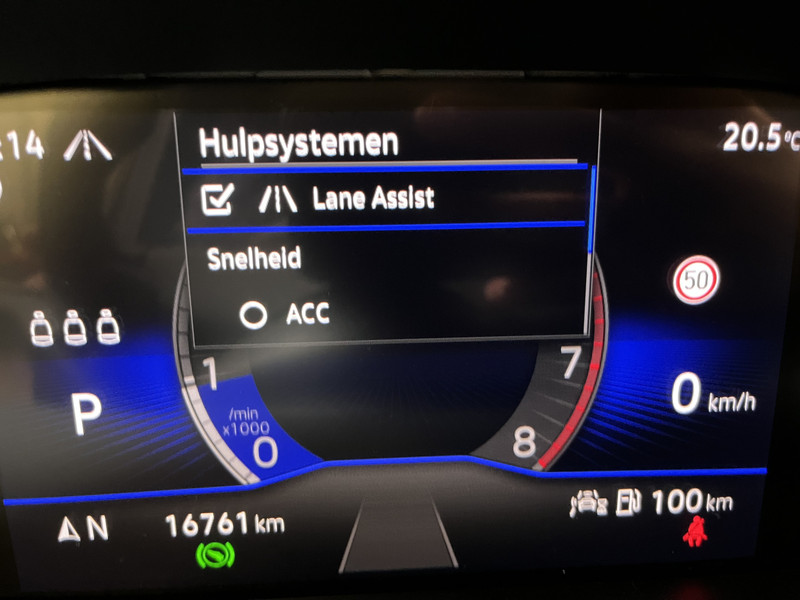 :14
Hulpsystemen
20.5°C
Lane Assist
Snelheid
ACC
50
1
7
P
/min
x1000
0 km/h
0
8
N
16761 km
100 km